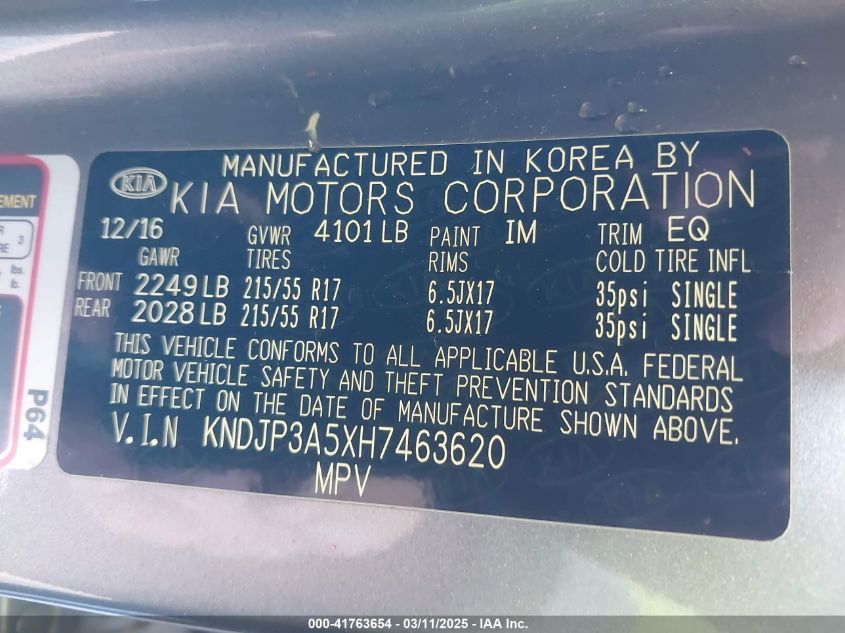 KIA
MANUFACTURED IN KOREA BY
KIA MOTORS CORPORATION
12/16 GVWR 4101 LB PAINT IM TRIM EQ
GAWR TIRES RIMS COLD TIRE INFL
FRONT 2249 LB 215/55 R17 6.5JX17 35psi SINGLE
REAR 2028 LB 215/55 R17 6.5JX17 35psi SINGLE
THIS VEHICLE CONFORMS TO ALL APPLICABLE U.S.A. FEDERAL
MOTOR VEHICLE SAFETY AND THEFT PREVENTION STANDARDS
IN EFFECT ON THE DATE OF MANUFACTURE SHOWN ABOVE.
V.I.N KNDJP3A5XH7463620
MPV
3
lbs.
lb.
P64
000-41763654 - 03/11/2025 - IAA Inc.